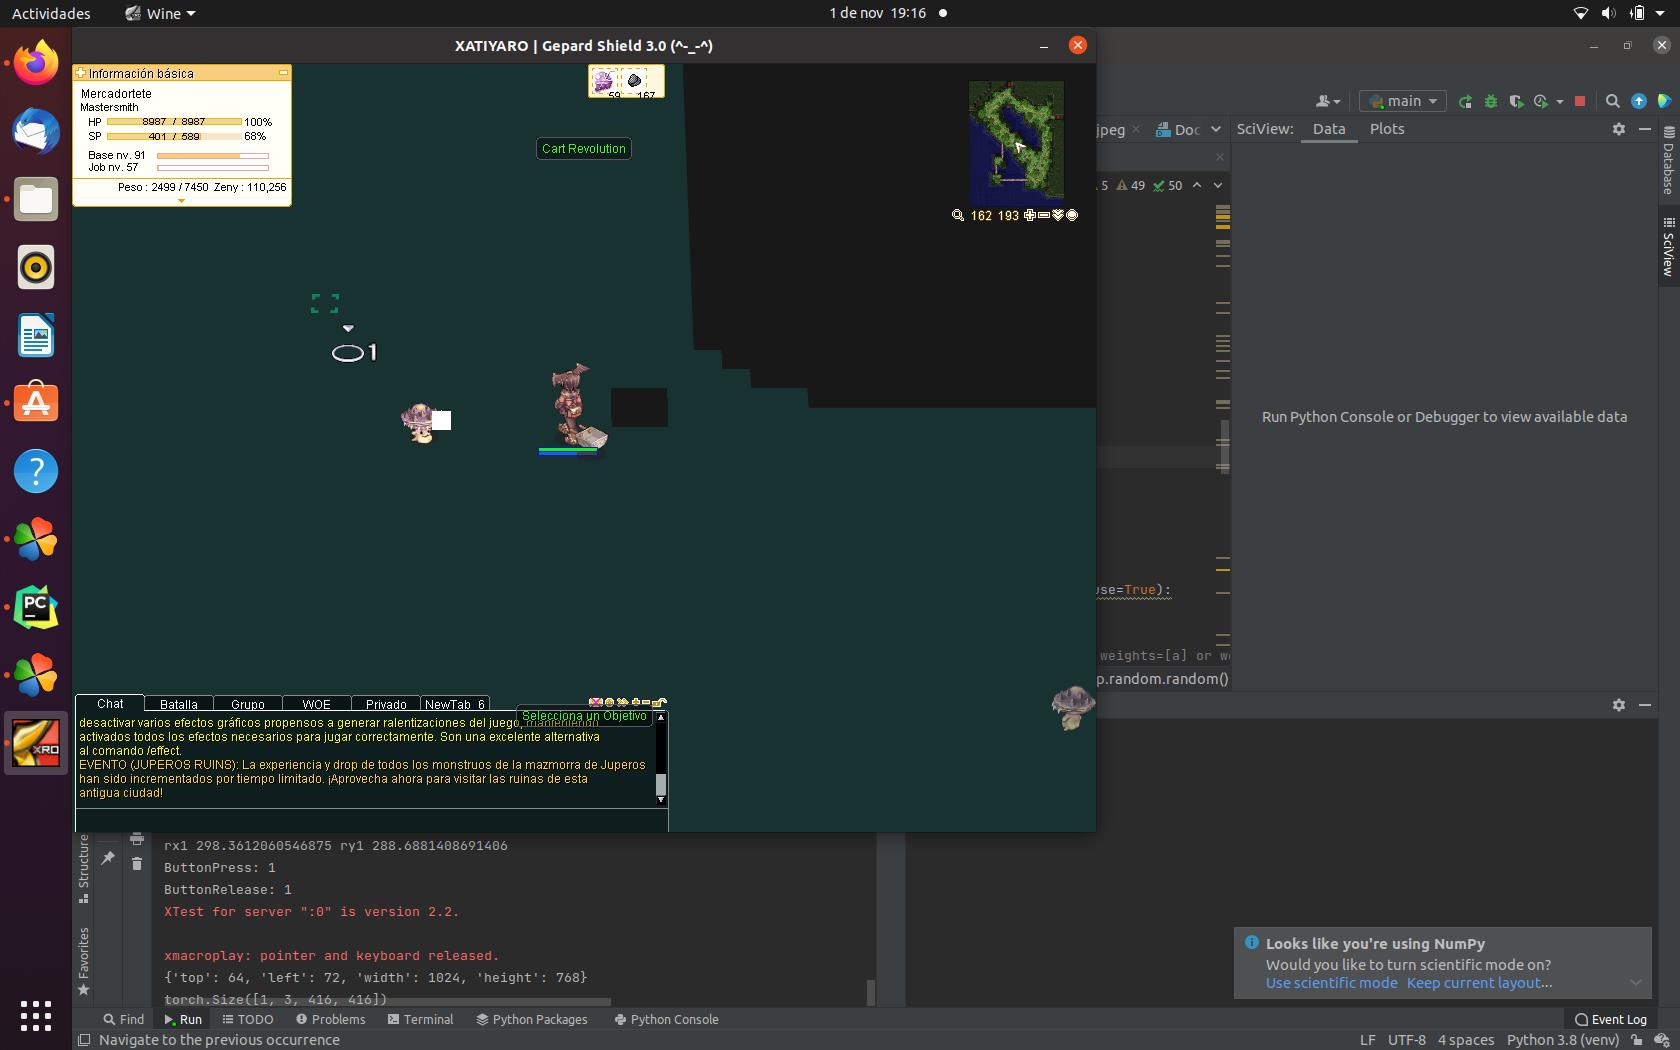 Actividades
Wine
1 de nov 19:16
XATIYARO | Gepard Shield 3.0 (^-_-^)
Información básica
Mercadortete
Mastersmith
HP 8987 / 8987 100%
SP 401 / 589 68%
Base nv. 91
Job nv. 57
Peso : 2499 / 7450 Zeny : 110,256
59 167
Cart Revolution
162 193
1
main
jpeg
Doc
SciView: Data Plots
5 49 50
Database
SciView
Run Python Console or Debugger to view available data
use=True):
weights=[a] or w
p.random.random()
Chat Batalla Grupo WOE Privado NewTab_6
Selecciona un Objetivo
desactivar varios efectos gráficos propensos a generar ralentizaciones del juego, manteniendo
activados todos los efectos necesarios para jugar correctamente. Son una excelente alternativa
al comando /effect.
EVENTO (JUPEROS RUINS): La experiencia y drop de todos los monstruos de la mazmorra de Juperos
han sido incrementados por tiempo limitado. ¡Aprovecha ahora para visitar las ruinas de esta
antigua ciudad!
XRO
PC
Structure
Favorites
rx1 298.3612060546875 ry1 288.6881408691406
ButtonPress: 1
ButtonRelease: 1
XTest for server ":0" is version 2.2.
xmacroplay: pointer and keyboard released.
{'top': 64, 'left': 72, 'width': 1024, 'height': 768}
torch.Size([1, 3, 416, 416])
Looks like you're using NumPy
Would you like to turn scientific mode on?
Use scientific mode Keep current layout...
Find Run TODO Problems Terminal Python Packages Python Console
Event Log
Navigate to the previous occurrence
LF UTF-8 4 spaces Python 3.8 (venv)